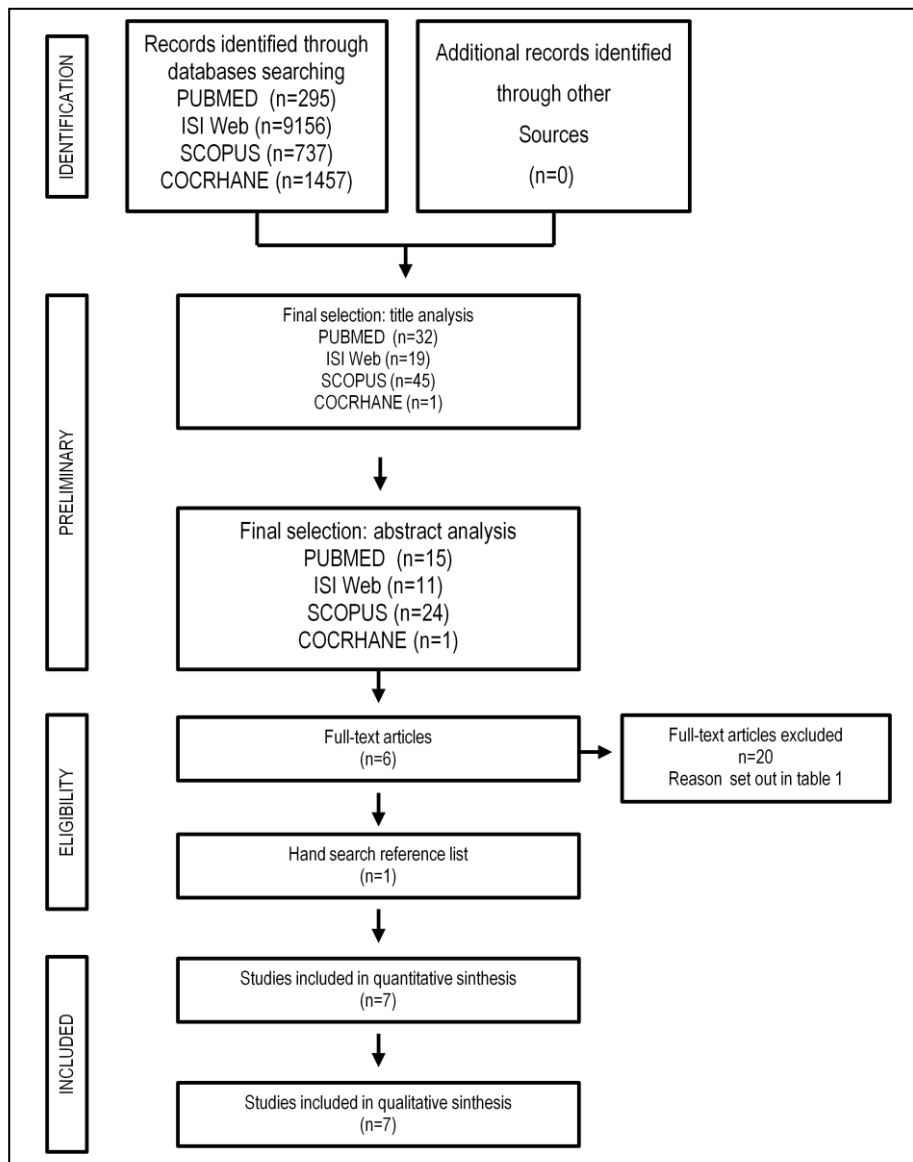 IDENTIFICATION
Records identified through
databases searching
PUBMED (n=295)
ISI Web (n=9156)
SCOPUS (n=737)
COCRHANE (n=1457)
Additional records identified
through other
Sources
(n=0)
PRELIMINARY
Final selection: title analysis
PUBMED (n=32)
ISI Web (n=19)
SCOPUS (n=45)
COCRHANE (n=1)
Final selection: abstract analysis
PUBMED (n=15)
ISI Web (n=11)
SCOPUS (n=24)
COCRHANE (n=1)
ELIGIBILITY
Full-text articles
(n=6)
Full-text articles excluded
n=20
Reason set out in table 1
Hand search reference list
(n=1)
INCLUDED
Studies included in quantitative sinthesis
(n=7)
Studies included in qualitative sinthesis
(n=7)